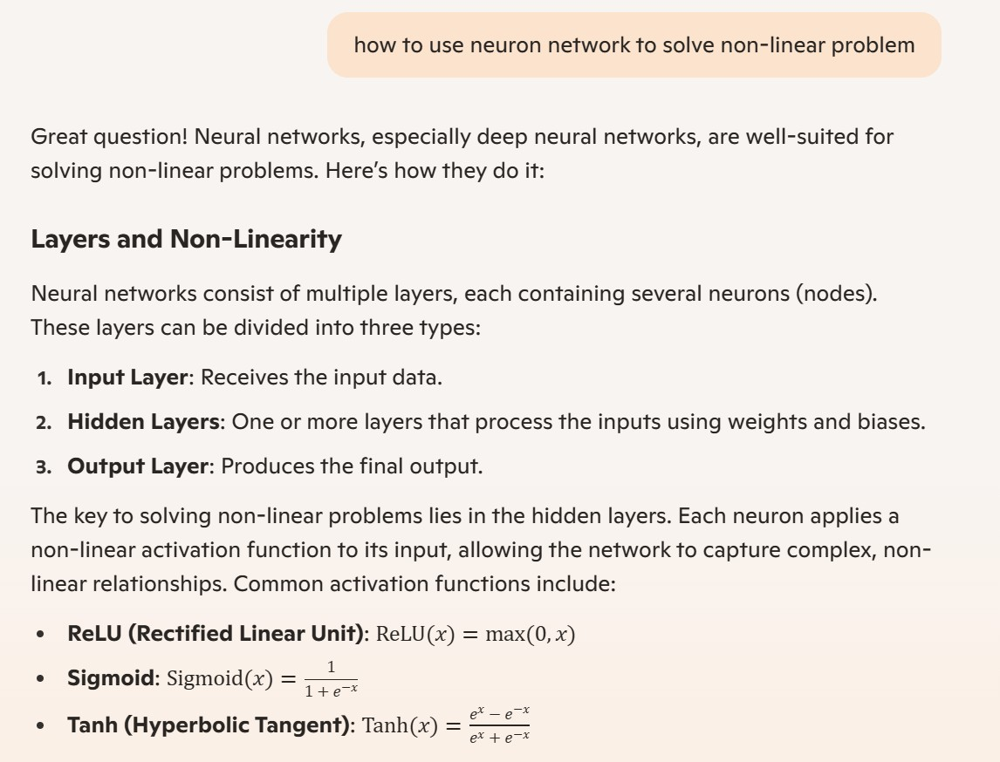 how to use neuron network to solve non-linear problem
Great question! Neural networks, especially deep neural networks, are well-suited for
solving non-linear problems. Here's how they do it:
Layers and Non-Linearity
Neural networks consist of multiple layers, each containing several neurons (nodes).
These layers can be divided into three types:
1. Input Layer: Receives the input data.
2. Hidden Layers: One or more layers that process the inputs using weights and biases.
3. Output Layer: Produces the final output.
The key to solving non-linear problems lies in the hidden layers. Each neuron applies a
non-linear activation function to its input, allowing the network to capture complex, non-
linear relationships. Common activation functions include:
• ReLU (Rectified Linear Unit): ReLU(x) = max(0, x)
• Sigmoid: Sigmoid(x) = \frac{1}{1 + e^{-x}}
• Tanh (Hyperbolic Tangent): Tanh(x) = \frac{e^x - e^{-x}}{e^x + e^{-x}}